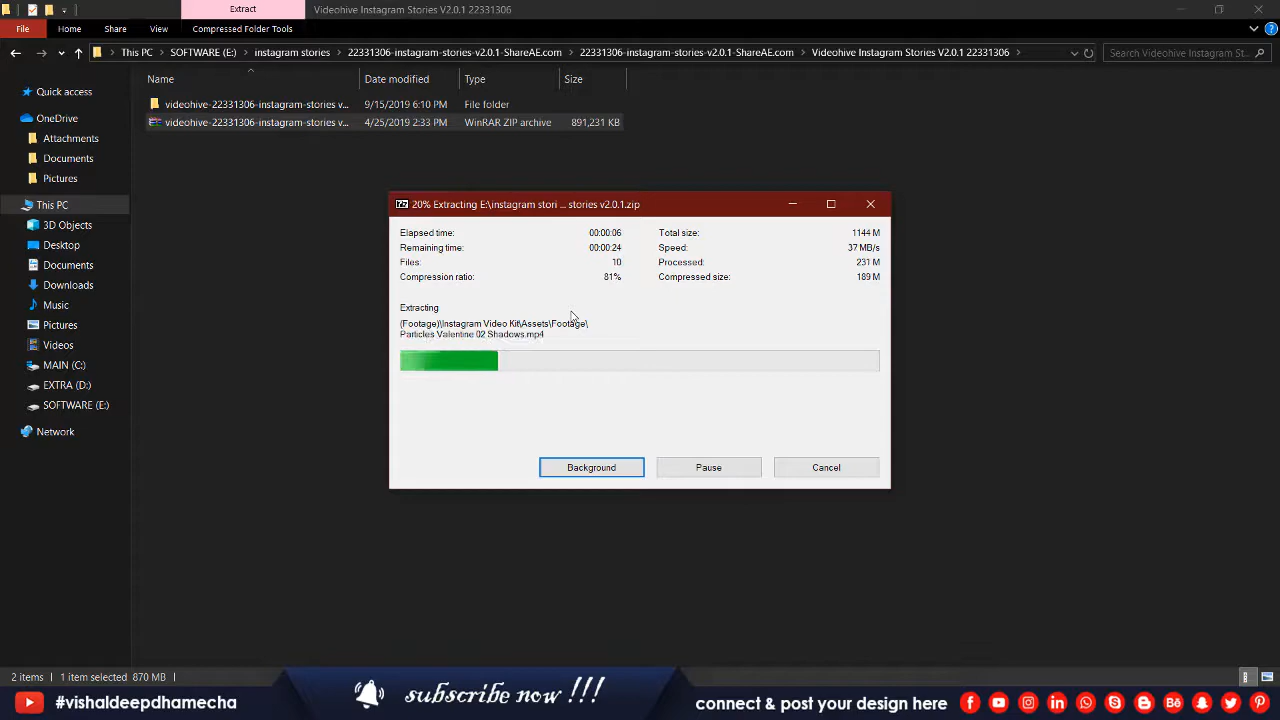 Extract
Videohive Instagram Stories V2.0.1 22331306
File
Home
Share
View
Compressed Folder Tools
This PC
SOFTWARE (E:)
instagram stories
22331306-instagram-stories-v2.0.1-ShareAE.com
22331306-instagram-stories-v2.0.1-ShareAE.com
Videohive Instagram Stories V2.0.1 22331306
Search Videohive Instagram St...
Name
Date modified
Type
Size
Quick access
OneDrive
Attachments
Documents
Pictures
This PC
3D Objects
Desktop
Documents
Downloads
Music
Pictures
Videos
MAIN (C:)
EXTRA (D:)
SOFTWARE (E:)
Network
videohive-22331306-instagram-stories v...
9/15/2019 6:10 PM
File folder
videohive-22331306-instagram-stories v...
4/25/2019 2:33 PM
WinRAR ZIP archive
891,231 KB
20% Extracting E:\instagram stori ... stories v2.0.1.zip
Elapsed time: 00:00:06
Remaining time: 00:00:24
Files: 10
Compression ratio: 81%
Total size: 1144 M
Speed: 37 MB/s
Processed: 231 M
Compressed size: 189 M
Extracting
(Footage)\Instagram Video Kit\Assets\Footage\
Particles Valentine 02 Shadows.mp4
Background
Pause
Cancel
2 items
1 item selected 870 MB
#vishaldeepdhamecha
subscribe now !!!
connect & post your design here